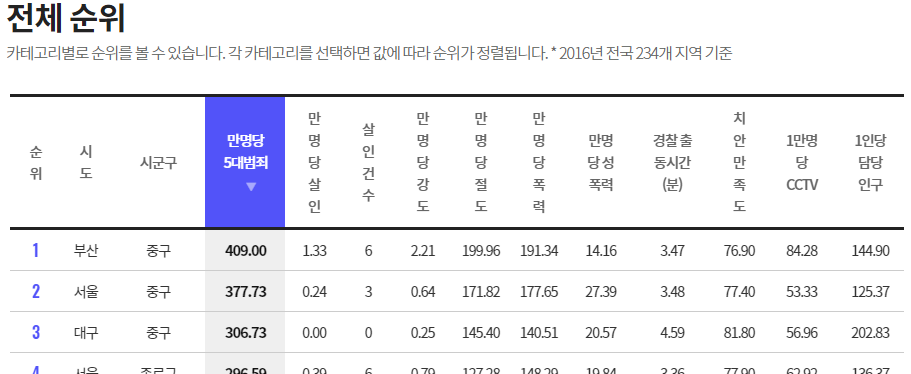 전체 순위
카테고리별로 순위를 볼 수 있습니다. 각 카테고리를 선택하면 값에 따라 순위가 정렬됩니다. * 2016년 전국 234개 지역 기준
순위 시도 시군구 만명당 5대범죄 ▼ 만명당살인 살인건수 만명당강도 만명당절도 만명당폭력 만명당 성폭력 경찰 출동시간(분) 치안만족도 1만명당 CCTV 1인당 담당 인구
1 부산 중구 409.00 1.33 6 2.21 199.96 191.34 14.16 3.47 76.90 84.28 144.90
2 서울 중구 377.73 0.24 3 0.64 171.82 177.65 27.39 3.48 77.40 53.33 125.37
3 대구 중구 306.73 0.00 0 0.25 145.40 140.51 20.57 4.59 81.80 56.96 202.83
4 서울 종로구 296.59 0.39 6 0.79 127.28 148.29 19.84 3.36 77.90 62.92 136.37